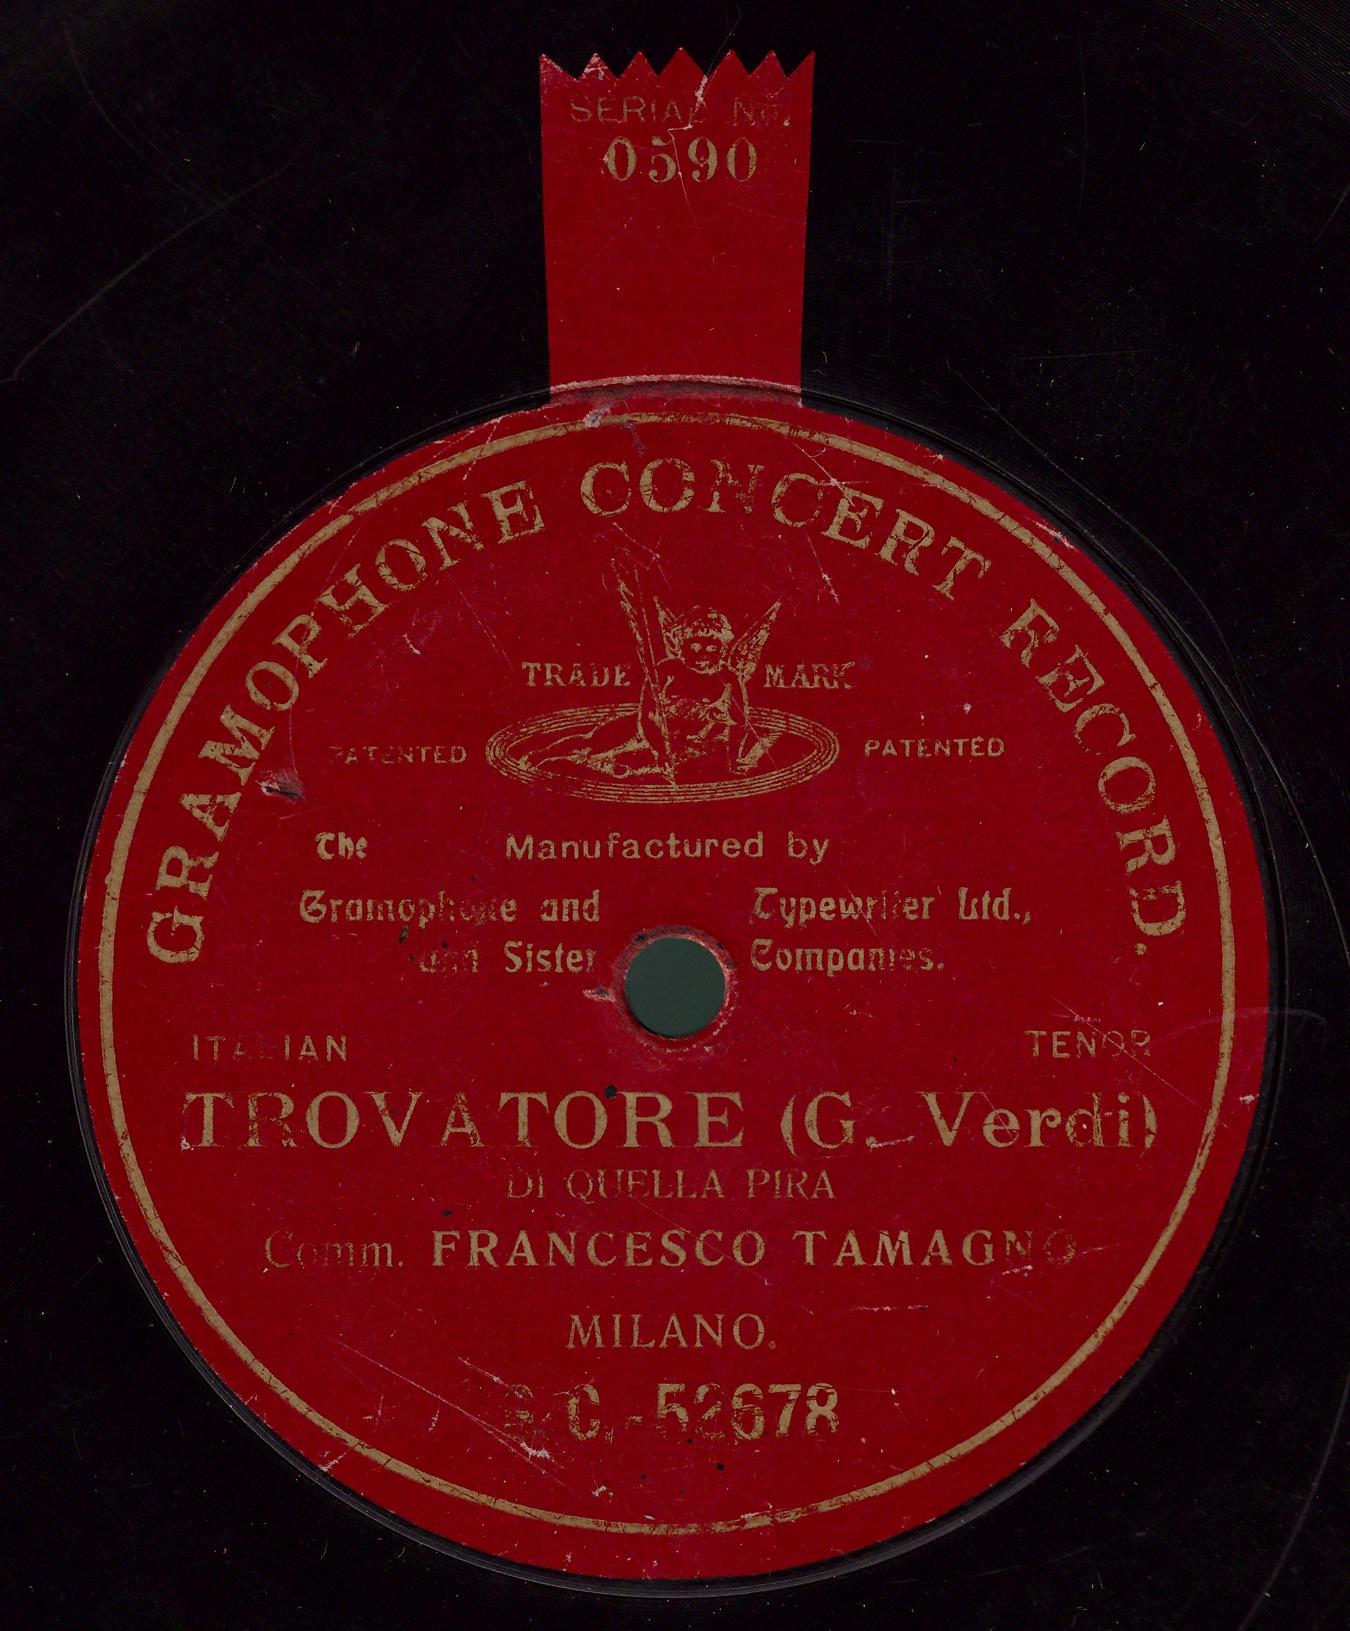 SERIAL No.
0590
GRAMOPHONE CONCERT RECORD.
TRADE MARK
PATENTED PATENTED
Manufactured by
The Gramophone and Typewriter Ltd.,
and Sister Companies.
ITALIAN TENOR
TROVATORE (G. Verdi)
DI QUELLA PIRA
Comm. FRANCESCO TAMAGNO
MILANO.
G.C.-52678